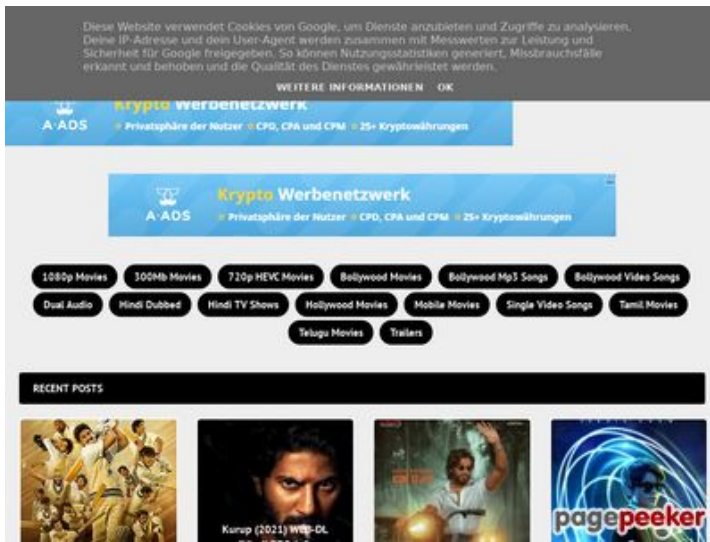 Diese Website verwendet Cookies von Google, um Dienste anzubieten und Zugriffe zu analysieren.
Deine IP-Adresse und dein User-Agent werden zusammen mit Messwerten zur Leistung und
Sicherheit für Google freigegeben. So können Nutzungsstatistiken generiert, Missbrauchsfälle
erkannt und behoben und die Qualität des Dienstes gewährleistet werden.
WEITERE INFORMATIONEN OK
Krypto Werbenetzwerk
A-ADS Privatsphäre der Nutzer CPD, CPA und CPM 25+ Kryptowährungen
Krypto Werbenetzwerk
A-ADS Privatsphäre der Nutzer CPD, CPA und CPM 25+ Kryptowährungen
1080p Movies 300Mb Movies 720p HEVC Movies Bollywood Movies Bollywood Mp3 Songs Bollywood Video Songs
Dual Audio Hindi Dubbed Hindi TV Shows Hollywood Movies Mobile Movies Single Video Songs Tamil Movies
Telugu Movies Trailers
RECENT POSTS
Kurup (2021) WEB-DL
pagepeeker